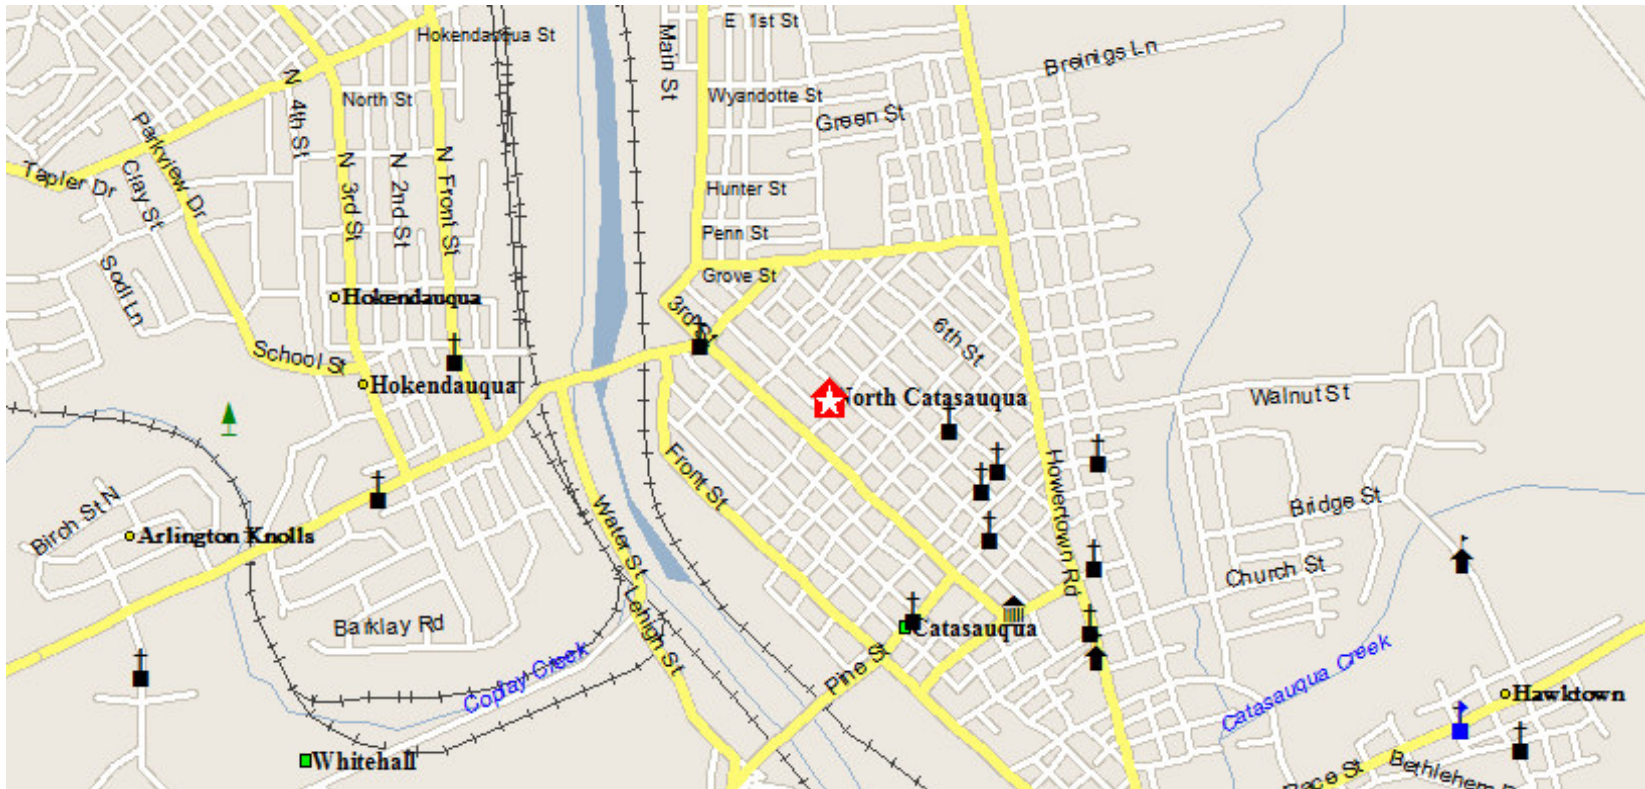 E 1st St
Hokendauqua St
Main St
Breinigs Ln
N 4th St
North St
Wyandotte St
Green St
Parkview Dr
Tapler Dr
Clay St
N 3rd St
N 2nd St
N Front St
Hunter St
Penn St
Sodl Ln
Grove St
Hokendauqua
3rd St
6th St
School St
Hokendauqua
North Catasauqua
Walnut St
Front St
Howertown Rd
Birch St N
Bridge St
Arlington Knolls
Water St
Church St
Barklay Rd
Lehigh St
Catasauqua
Coplay Creek
Pine St
Catasauqua Creek
Hawktown
Whitehall
Race St
Bethlehem